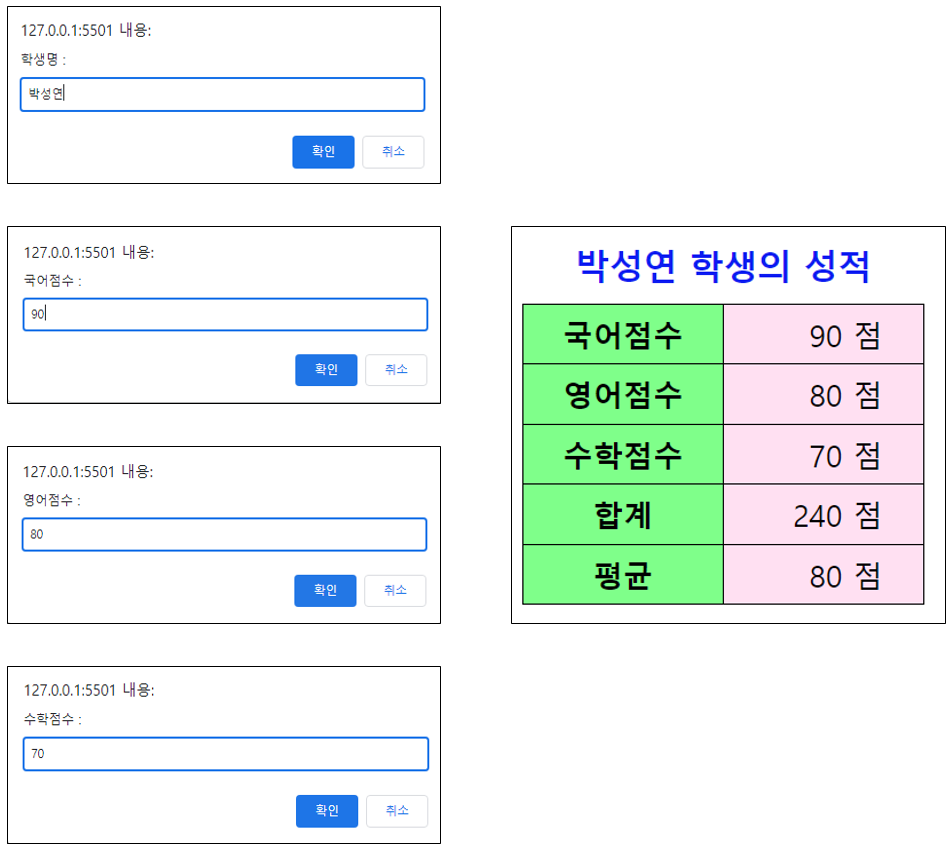 127.0.0.1:5501 내용:
학생명 :
박성연
확인 취소
127.0.0.1:5501 내용:
국어점수 :
90
확인 취소
127.0.0.1:5501 내용:
영어점수 :
80
확인 취소
127.0.0.1:5501 내용:
수학점수 :
70
확인 취소
박성연 학생의 성적
국어점수 90 점
영어점수 80 점
수학점수 70 점
합계 240 점
평균 80 점